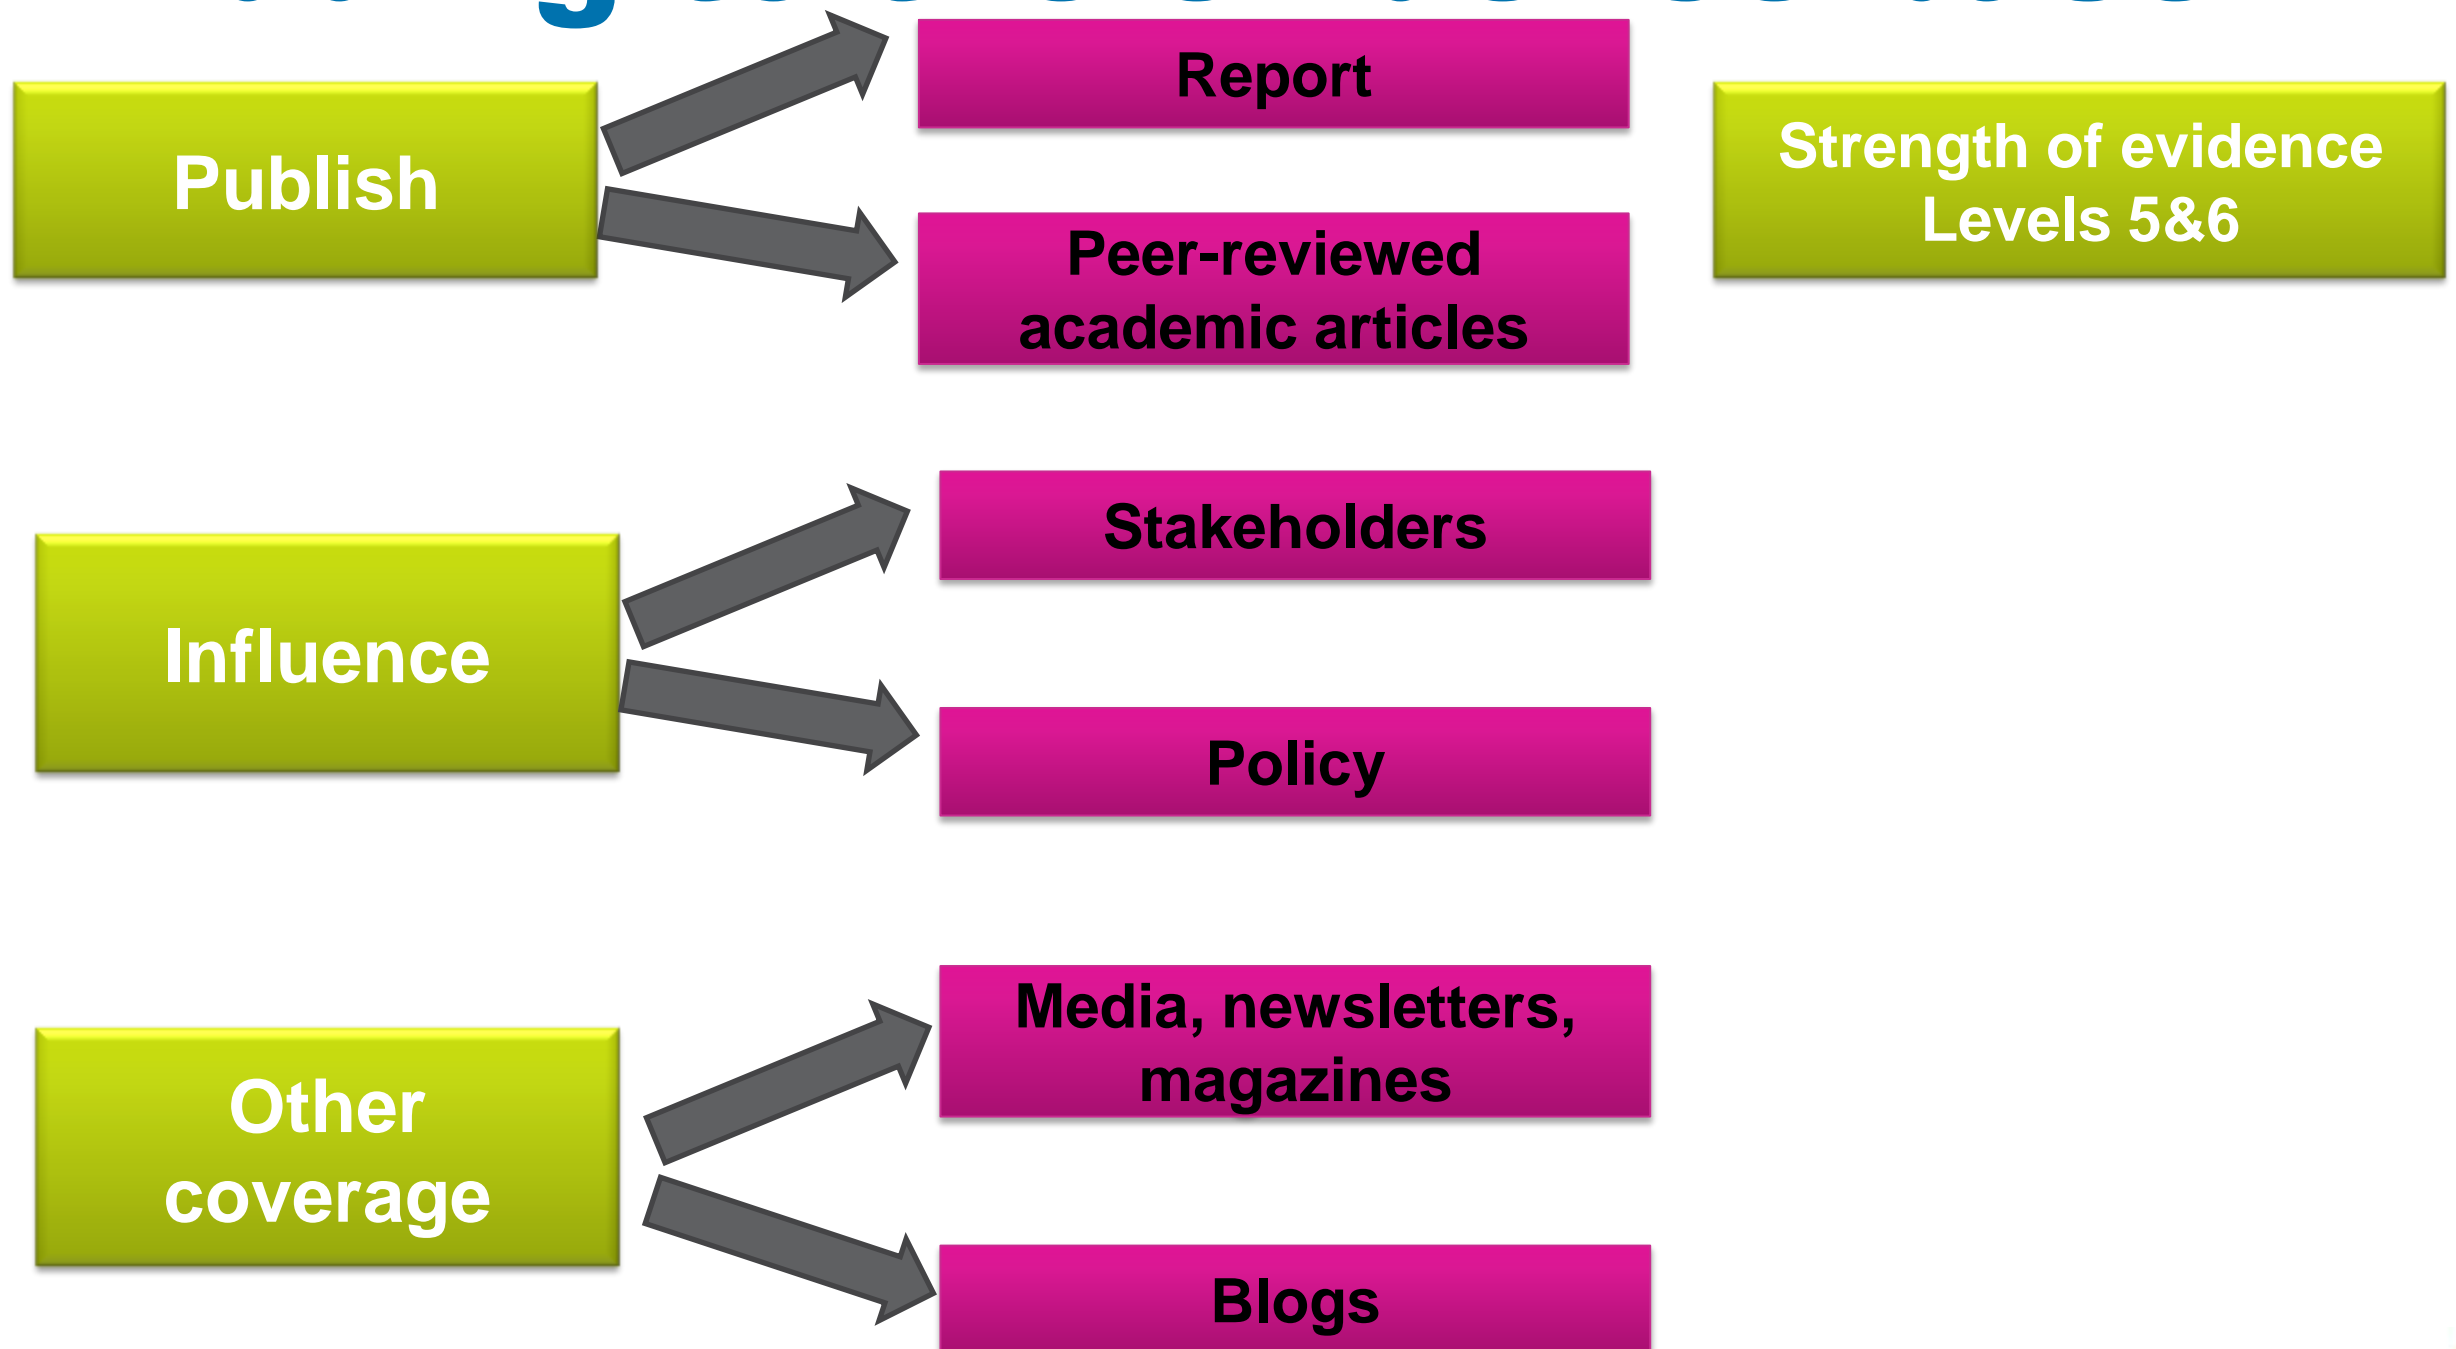 Publish
Report
Peer-reviewed
academic articles
Strength of evidence
Levels 5&6
Influence
Stakeholders
Policy
Other
coverage
Media, newsletters,
magazines
Blogs